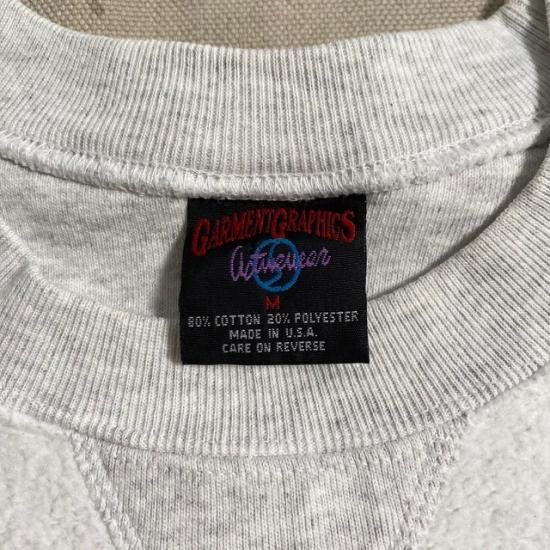 GARMENTGRAPHICS
Activewear
M
80% COTTON 20% POLYESTER
MADE IN U.S.A.
CARE ON REVERSE